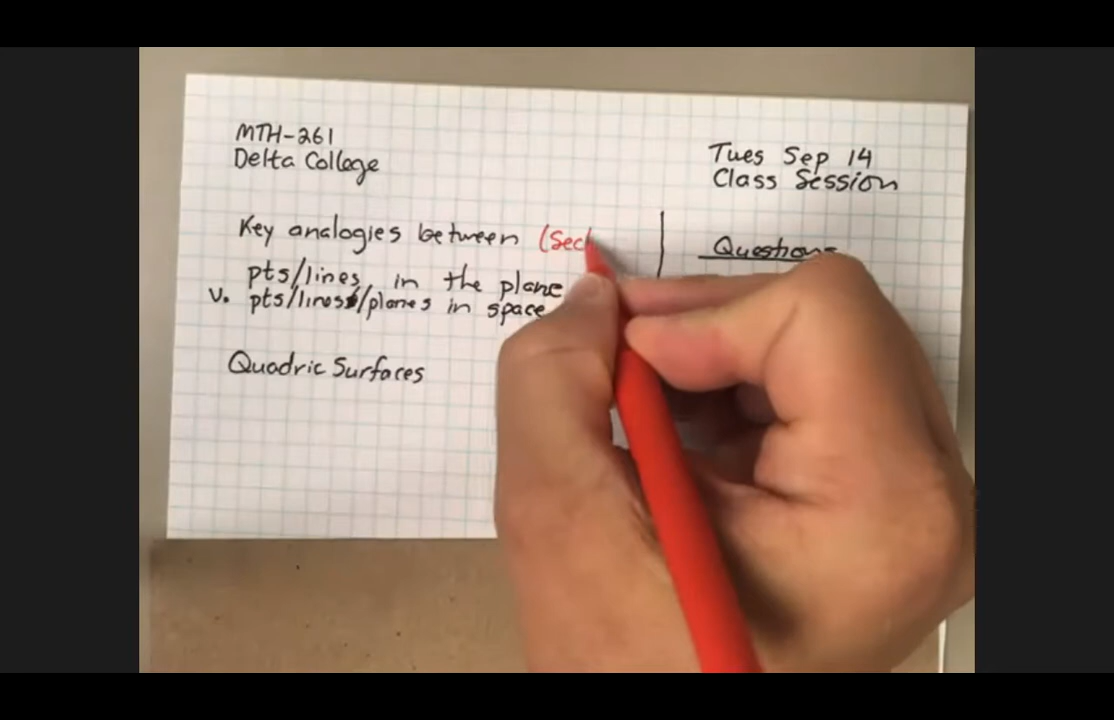 MTH-261
Delta College
Tues Sep 14
Class Session
Key analogies between (Sec
pts/lines in the plane
v. pts/lines/planes in space
Quadric Surfaces
Questions